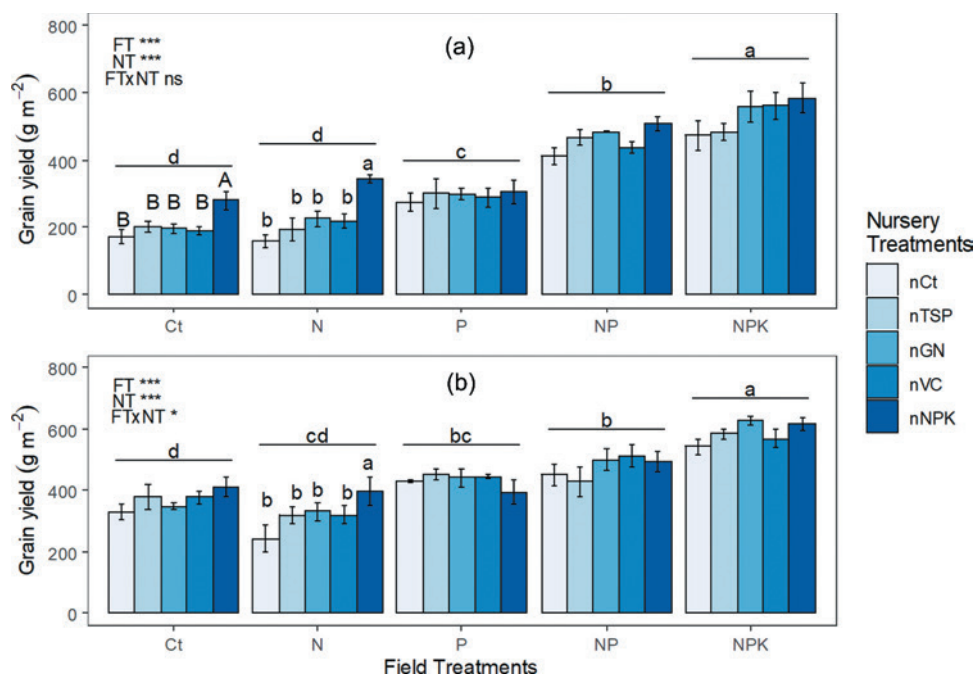 (a)
FT ***
NT ***
FTxNT ns
Grain yield (g m⁻²)
800
600
400
200
0
d
B
B
B
B
A
d
b
b
b
b
a
c
b
a
Ct
N
P
NP
NPK
(b)
FT ***
NT ***
FTxNT *
Grain yield (g m⁻²)
800
600
400
200
0
d
cd
b
b
b
b
a
bc
b
a
Ct
N
P
NP
NPK
Field Treatments
Nursery
Treatments
nCt
nTSP
nGN
nVC
nNPK